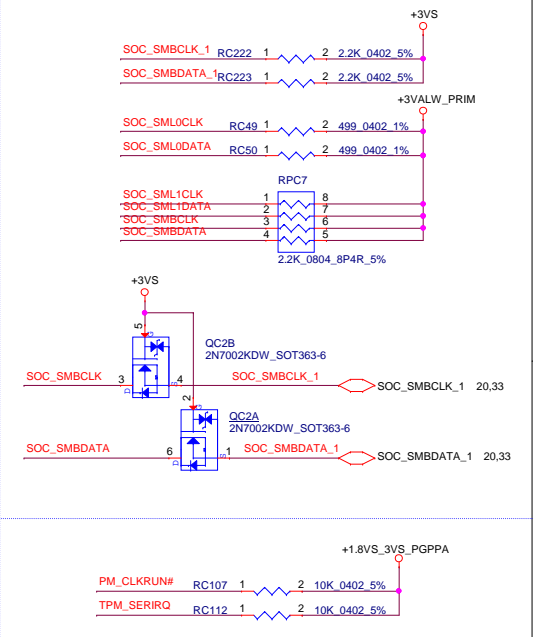 +3VS
SOC_SMBCLK_1 RC222 1 2 2.2K_0402_5%
SOC_SMBDATA_1 RC223 1 2 2.2K_0402_5%
+3VALW_PRIM
SOC_SML0CLK RC49 1 2 499_0402_1%
SOC_SML0DATA RC50 1 2 499_0402_1%
RPC7
SOC_SML1CLK 1 8
SOC_SML1DATA 2 7
SOC_SMBCLK 3 6
SOC_SMBDATA 4 5
2.2K_0804_8P4R_5%
+3VS
5 G
QC2B
2N7002KDW_SOT363-6
SOC_SMBCLK 3 D S 4 SOC_SMBCLK_1 SOC_SMBCLK_1 20,33
2 G
QC2A
2N7002KDW_SOT363-6
SOC_SMBDATA 6 D S 1 SOC_SMBDATA_1 SOC_SMBDATA_1 20,33
+1.8VS_3VS_PGPPA
PM_CLKRUN# RC107 1 2 10K_0402_5%
TPM_SERIRQ RC112 1 2 10K_0402_5%